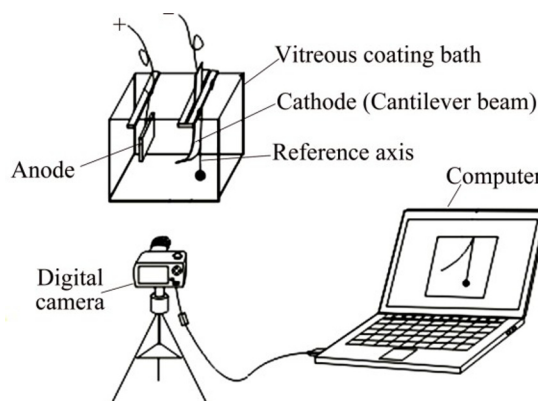 +
−
Vitreous coating bath
Cathode (Cantilever beam)
Reference axis
Anode
Computer
Digital
camera